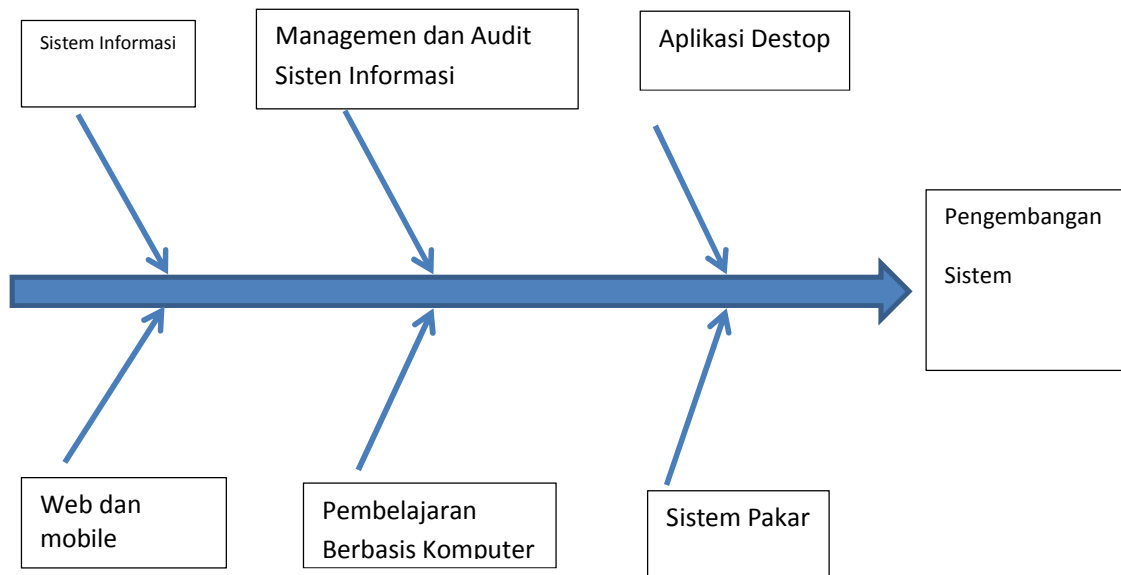 Sistem Informasi
Managemen dan Audit
Sisten Informasi
Aplikasi Destop
Pengembangan
Sistem
Web dan
mobile
Pembelajaran
Berbasis Komputer
Sistem Pakar